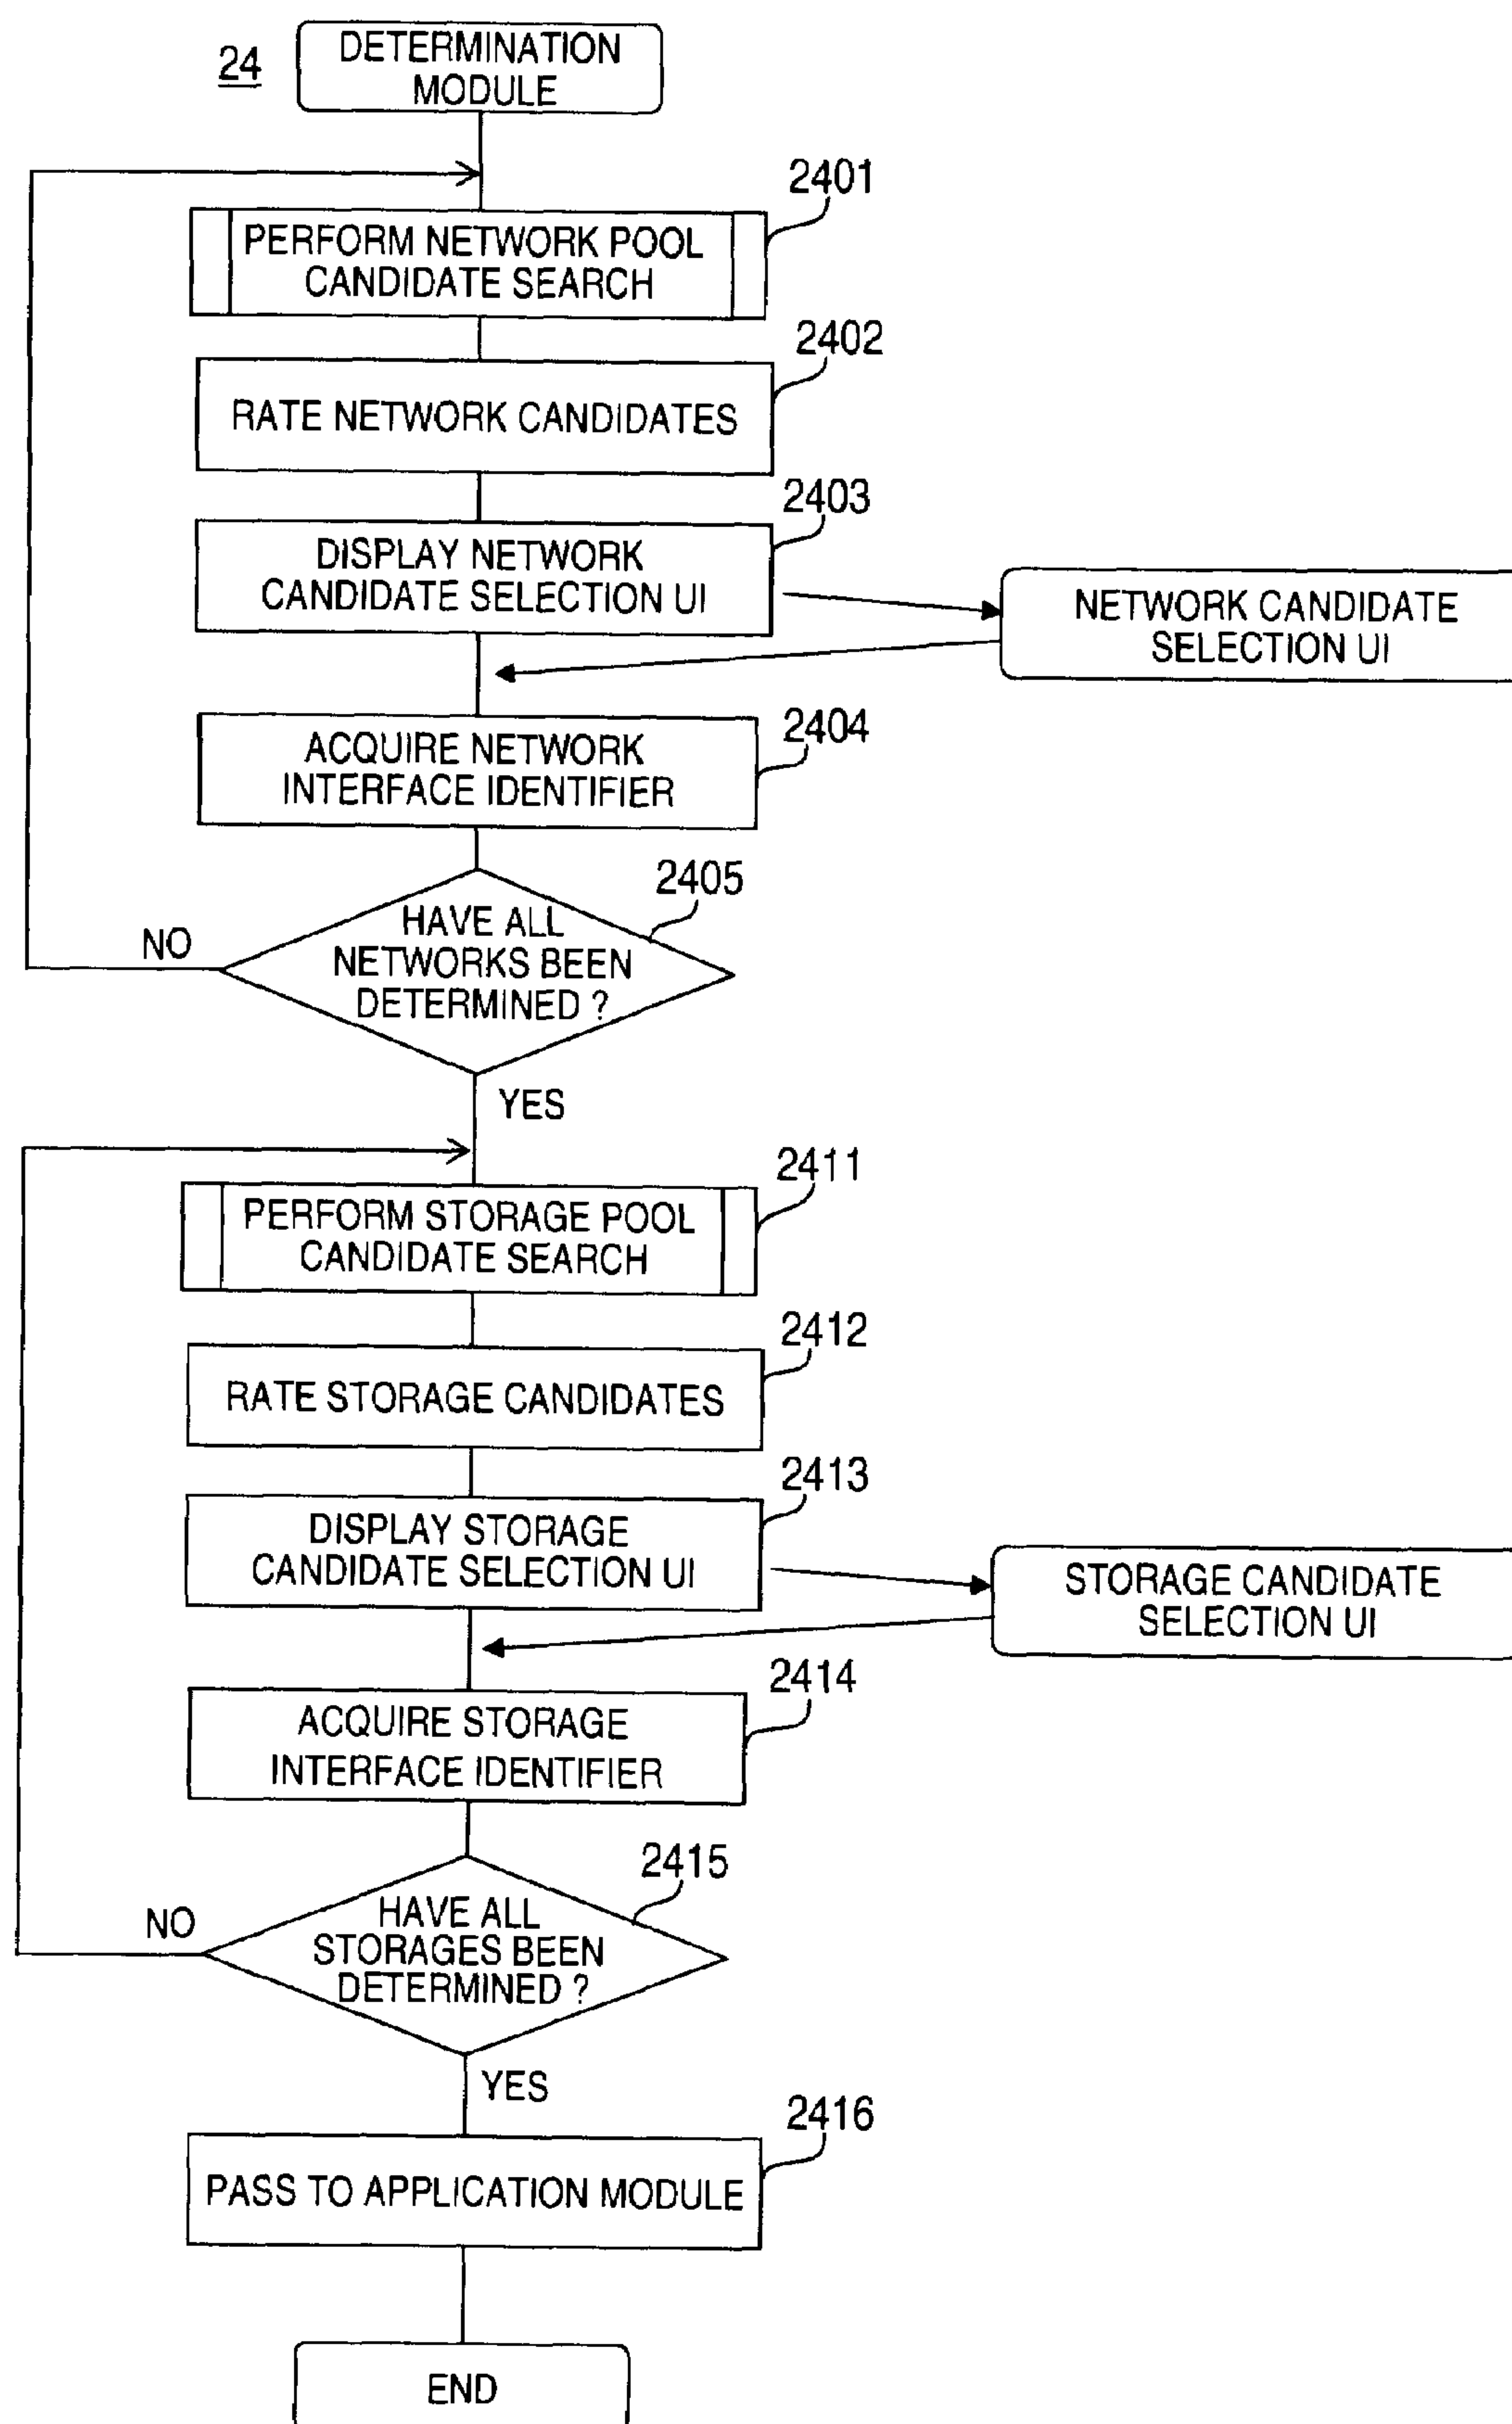 24
DETERMINATION
MODULE
2401
PERFORM NETWORK POOL
CANDIDATE SEARCH
2402
RATE NETWORK CANDIDATES
2403
DISPLAY NETWORK
CANDIDATE SELECTION UI
NETWORK CANDIDATE
SELECTION UI
2404
ACQUIRE NETWORK
INTERFACE IDENTIFIER
2405
HAVE ALL
NETWORKS BEEN
DETERMINED ?
NO
YES
2411
PERFORM STORAGE POOL
CANDIDATE SEARCH
2412
RATE STORAGE CANDIDATES
2413
DISPLAY STORAGE
CANDIDATE SELECTION UI
STORAGE CANDIDATE
SELECTION UI
2414
ACQUIRE STORAGE
INTERFACE IDENTIFIER
2415
HAVE ALL
STORAGES BEEN
DETERMINED ?
NO
YES
2416
PASS TO APPLICATION MODULE
END